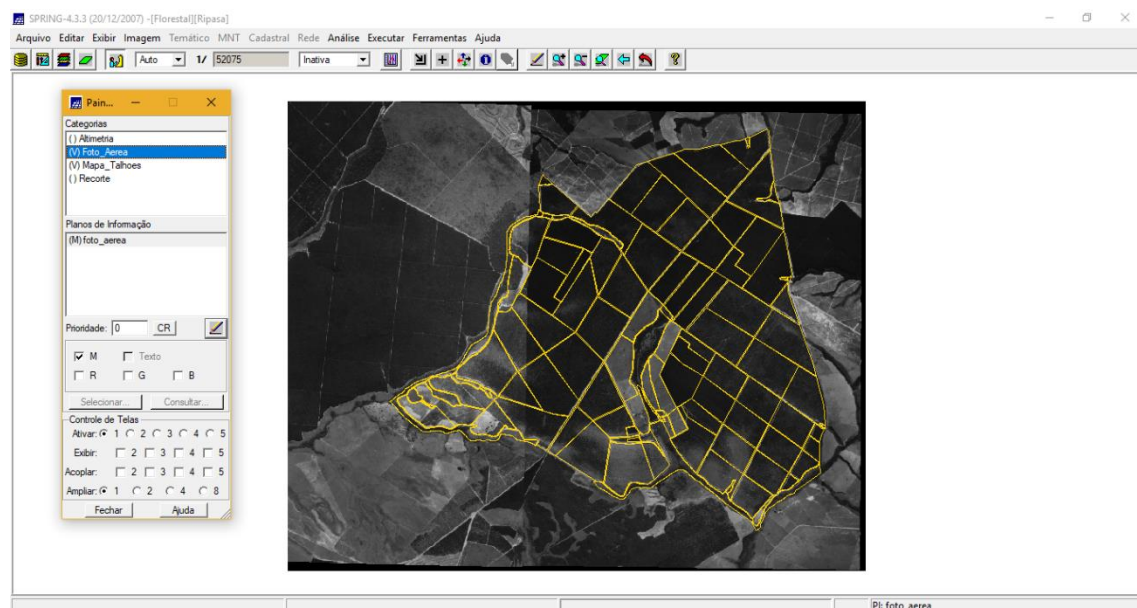 SPRING-4.3.3 (20/12/2007) -[Florestal][Ripasa]
Arquivo Editar Exibir Imagem Temático MNT Cadastral Rede Análise Executar Ferramentas Ajuda
Auto 1/ 52075 Inativa
Pain...
Categorias
( ) Altimetria
(V) Foto_Aerea
(V) Mapa_Talhoes
( ) Recorte
Planos de Informação
(M) foto_aerea
Prioridade: 0 CR
M Texto
R G B
Selecionar... Consultar...
Controle de Telas
Ativar: 1 2 3 4 5
Exibir: 2 3 4 5
Acoplar: 2 3 4 5
Ampliar: 1 2 4 8
Fechar Ajuda
PI: foto_aerea